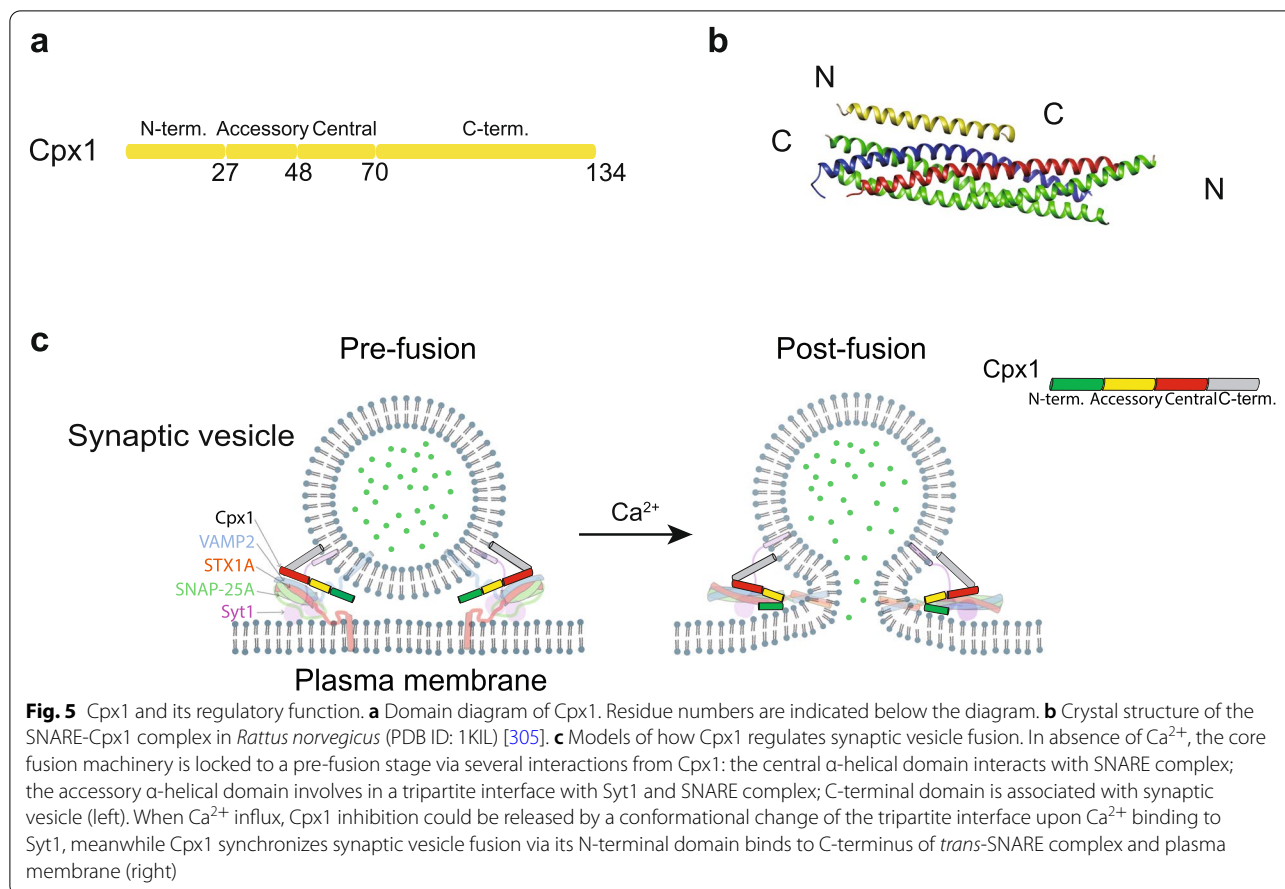 a
N-term. Accessory Central C-term.
Cpx1
27 48 70 134
b
N
C
C
N
c
Pre-fusion
Post-fusion
Cpx1
N-term. Accessory Central C-term.
Synaptic vesicle
Ca2+
Cpx1
VAMP2
STX1A
SNAP-25A
Syt1
Plasma membrane
Fig. 5 Cpx1 and its regulatory function. a Domain diagram of Cpx1. Residue numbers are indicated below the diagram. b Crystal structure of the
SNARE-Cpx1 complex in Rattus norvegicus (PDB ID: 1KIL) [305]. c Models of how Cpx1 regulates synaptic vesicle fusion. In absence of Ca2+, the core
fusion machinery is locked to a pre-fusion stage via several interactions from Cpx1: the central α-helical domain interacts with SNARE complex;
the accessory α-helical domain involves in a tripartite interface with Syt1 and SNARE complex; C-terminal domain is associated with synaptic
vesicle (left). When Ca2+ influx, Cpx1 inhibition could be released by a conformational change of the tripartite interface upon Ca2+ binding to
Syt1, meanwhile Cpx1 synchronizes synaptic vesicle fusion via its N-terminal domain binds to C-terminus of trans-SNARE complex and plasma
membrane (right)